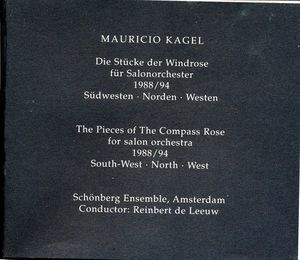 MAURICIO KAGEL
Die Stücke der Windrose
für Salonorchester
1988/94
Südwesten · Norden · Westen
The Pieces of The Compass Rose
for salon orchestra
1988/94
South-West · North · West
Schönberg Ensemble, Amsterdam
Conductor: Reinbert de Leeuw